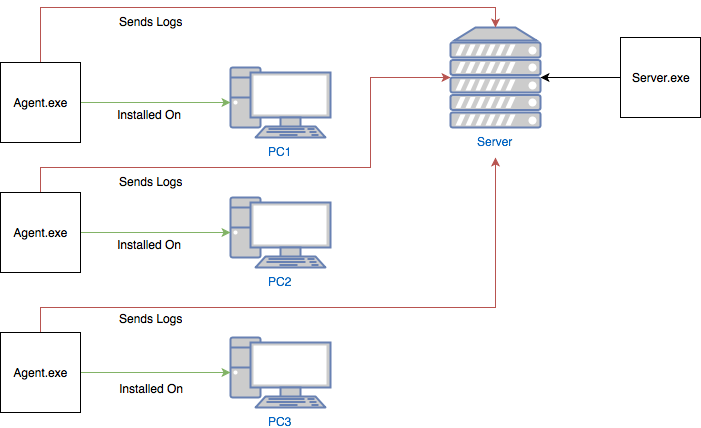 Sends Logs
Agent.exe
Installed On
PC1
Server
Server.exe
Sends Logs
Agent.exe
Installed On
PC2
Sends Logs
Agent.exe
Installed On
PC3